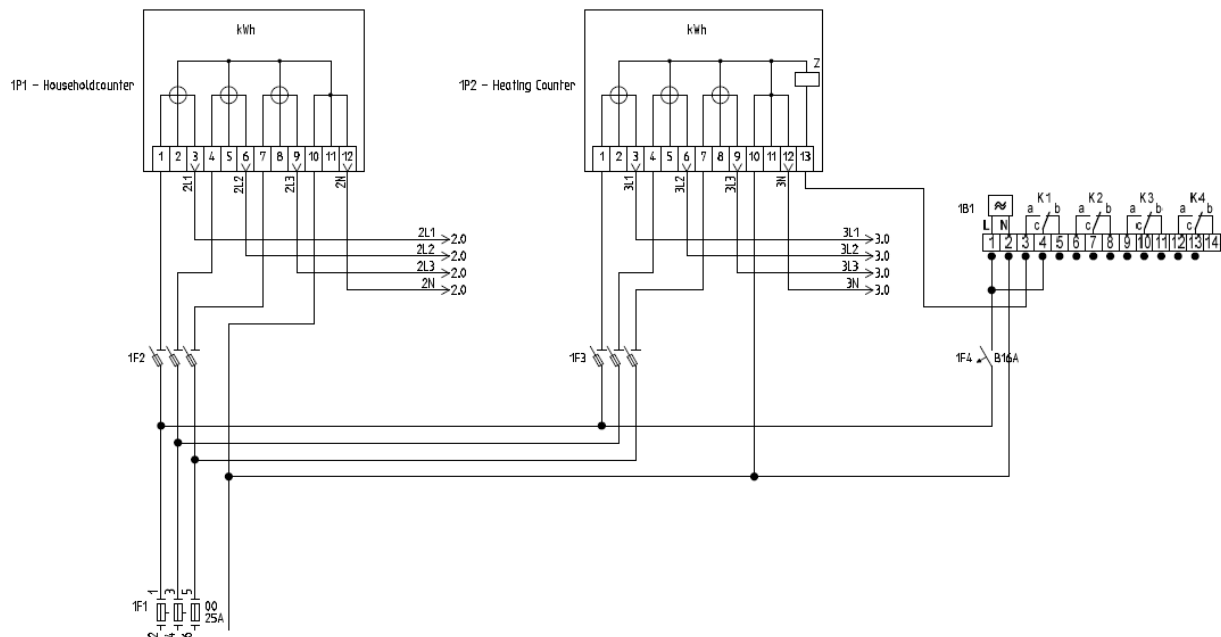 kWh
1P1 - Householdcounter
1 2 3 4 5 6 7 8 9 10 11 12
2L1 2L2 2L3 2N
2L1 2.0
2L2 2.0
2L3 2.0
2N 2.0
kWh
Z
1P2 - Heating Counter
1 2 3 4 5 6 7 8 9 10 11 12 13
3L1 3L2 3L3 3N
3L1 3.0
3L2 3.0
3L3 3.0
3N 3.0
K1 K2 K3 K4
1B1 a b a b a b a b
L N c c c c
1 2 3 4 5 6 7 8 9 10 11 12 13 14
1F2
1F3
1F4 B16A
1 3 5
1F1 00
25A
2 4 6